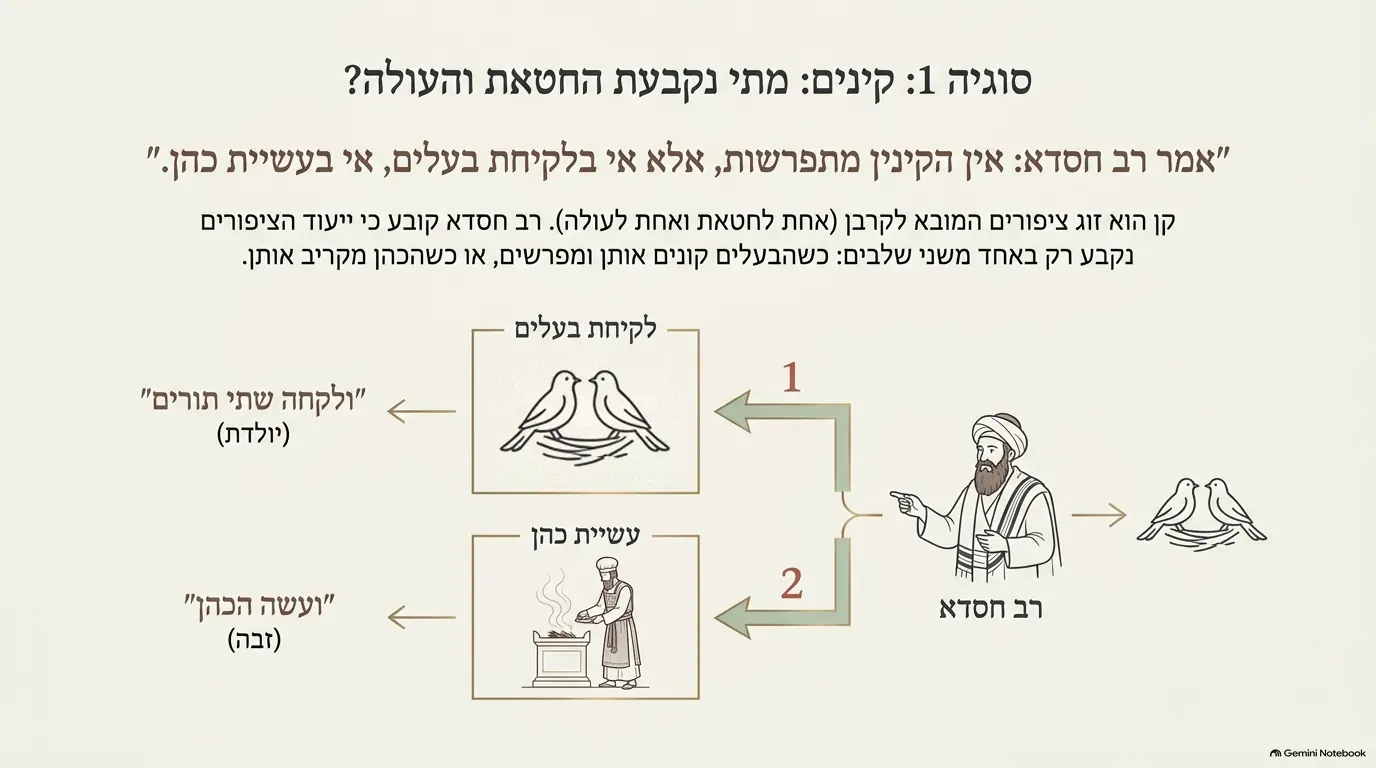 סוגיה 1: קינים: מתי נקבעת החטאת והעולה?
"אמר רב חסדא: אין הקינין מתפרשות, אלא אי בלקיחת בעלים, אי בעשיית כהן."
קן הוא זוג ציפורים המובא לקרבן (אחת לחטאת ואחת לעולה). רב חסדא קובע כי ייעוד הציפורים
נקבע רק באחד משני שלבים: כשהבעלים קונים אותן ומפרשים, או כשהכהן מקריב אותן.
לקיחת בעלים
1
"ולקחה שתי תורים"
(יולדת)
עשיית כהן
2
"ועשה הכהן"
(זבה)
רב חסדא
Gemini Notebook